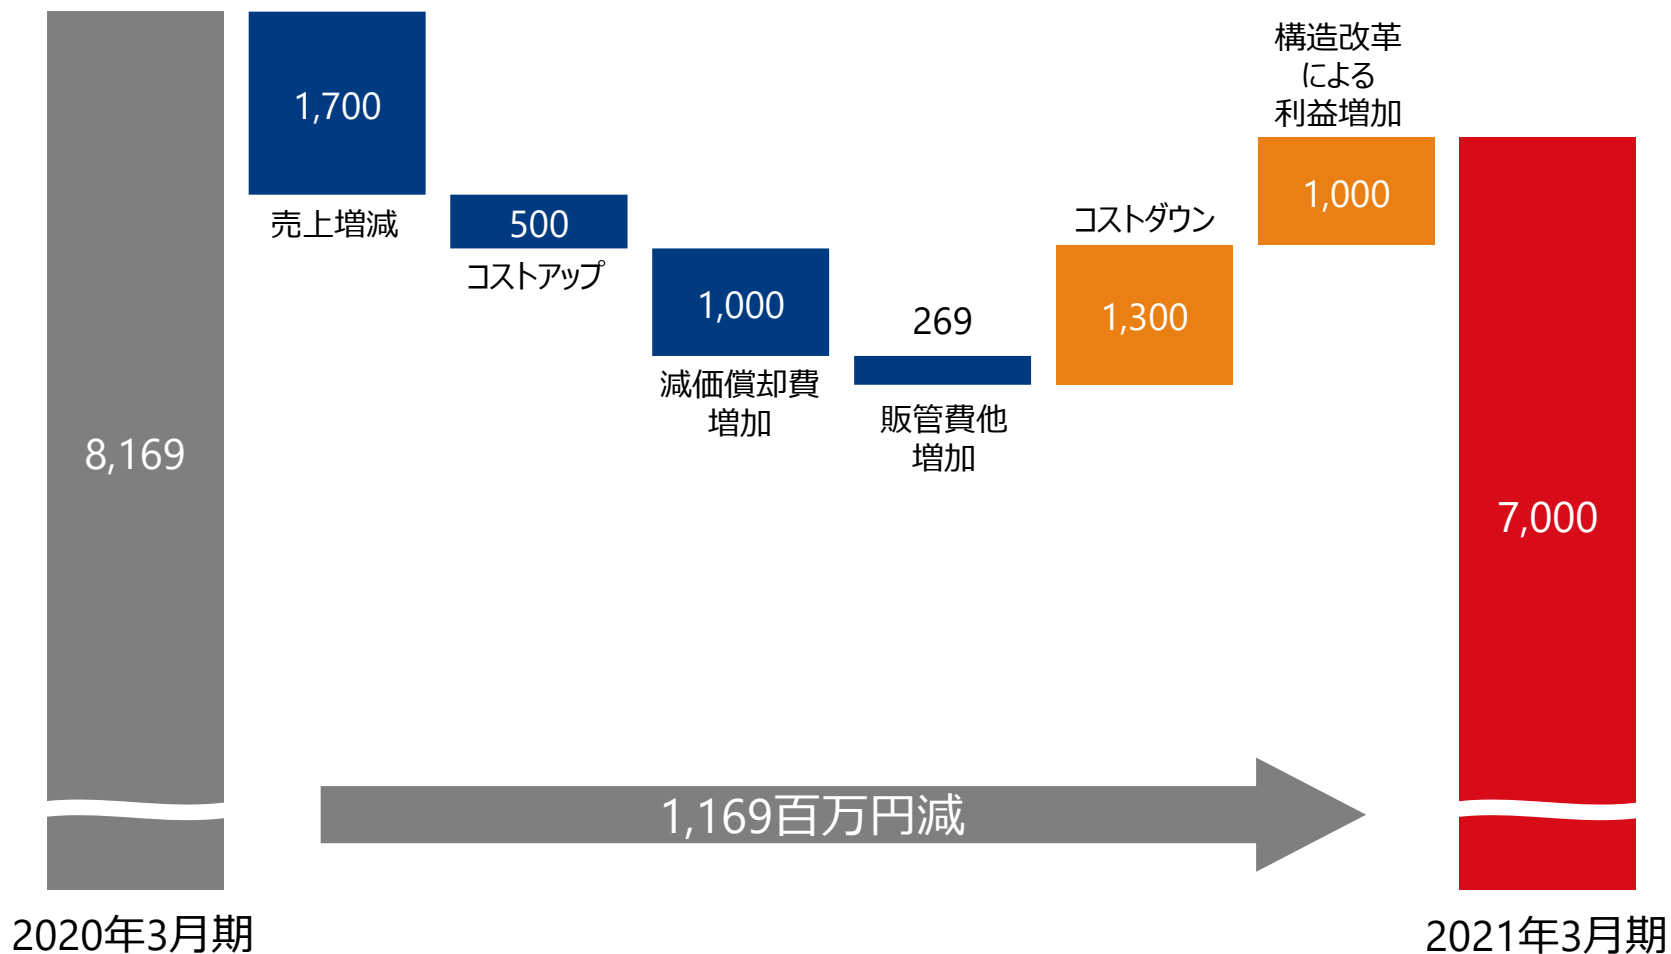 8,169
2020年3月期
1,700
売上増減
500
コストアップ
1,000
減価償却費
増加
269
販管費他
増加
コストダウン
1,300
構造改革
による
利益増加
1,000
7,000
2021年3月期
1,169百万円減